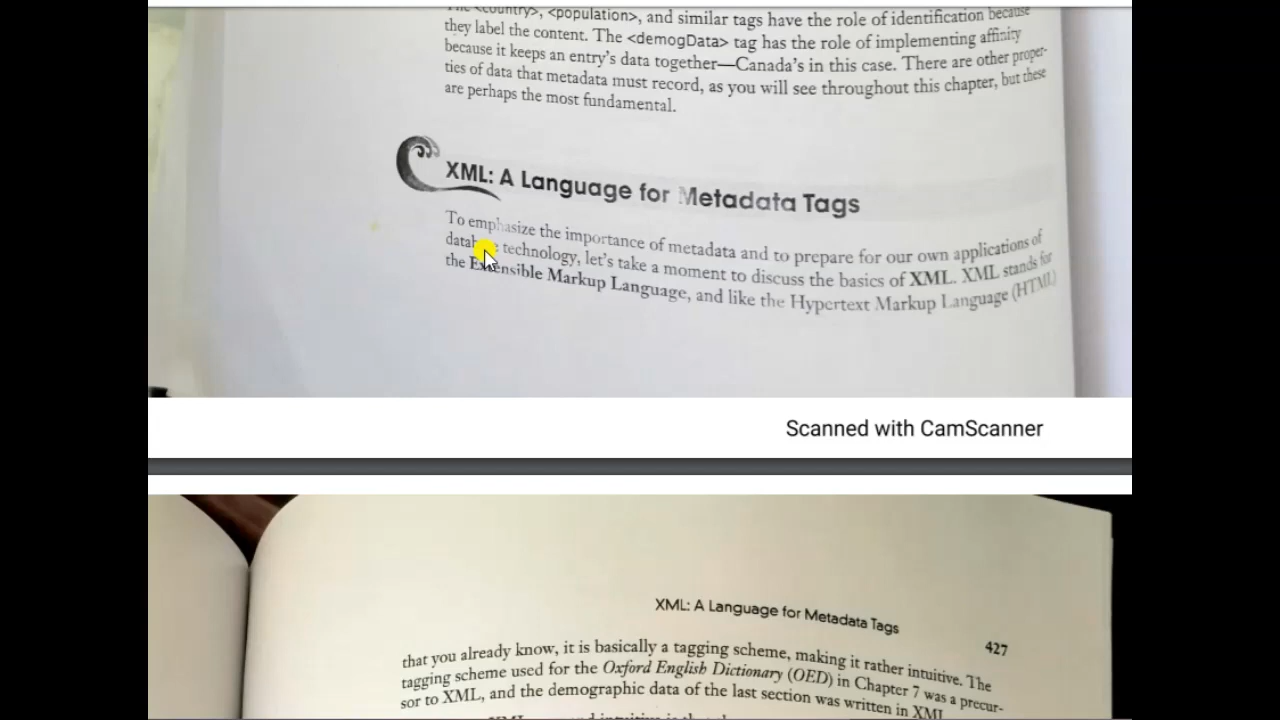 The <country>, <population>, and similar tags have the role of identification because
they label the content. The <demogData> tag has the role of implementing affinity
because it keeps an entry's data together—Canada's in this case. There are other proper-
ties of data that metadata must record, as you will see throughout this chapter, but these
are perhaps the most fundamental.
XML: A Language for Metadata Tags
To emphasize the importance of metadata and to prepare for our own applications of
database technology, let's take a moment to discuss the basics of XML. XML stands for
the Extensible Markup Language, and like the Hypertext Markup Language (HTML)
Scanned with CamScanner
XML: A Language for Metadata Tags
427
that you already know, it is basically a tagging scheme, making it rather intuitive. The
tagging scheme used for the Oxford English Dictionary (OED) in Chapter 7 was a precur-
sor to XML, and the demographic data of the last section was written in XML